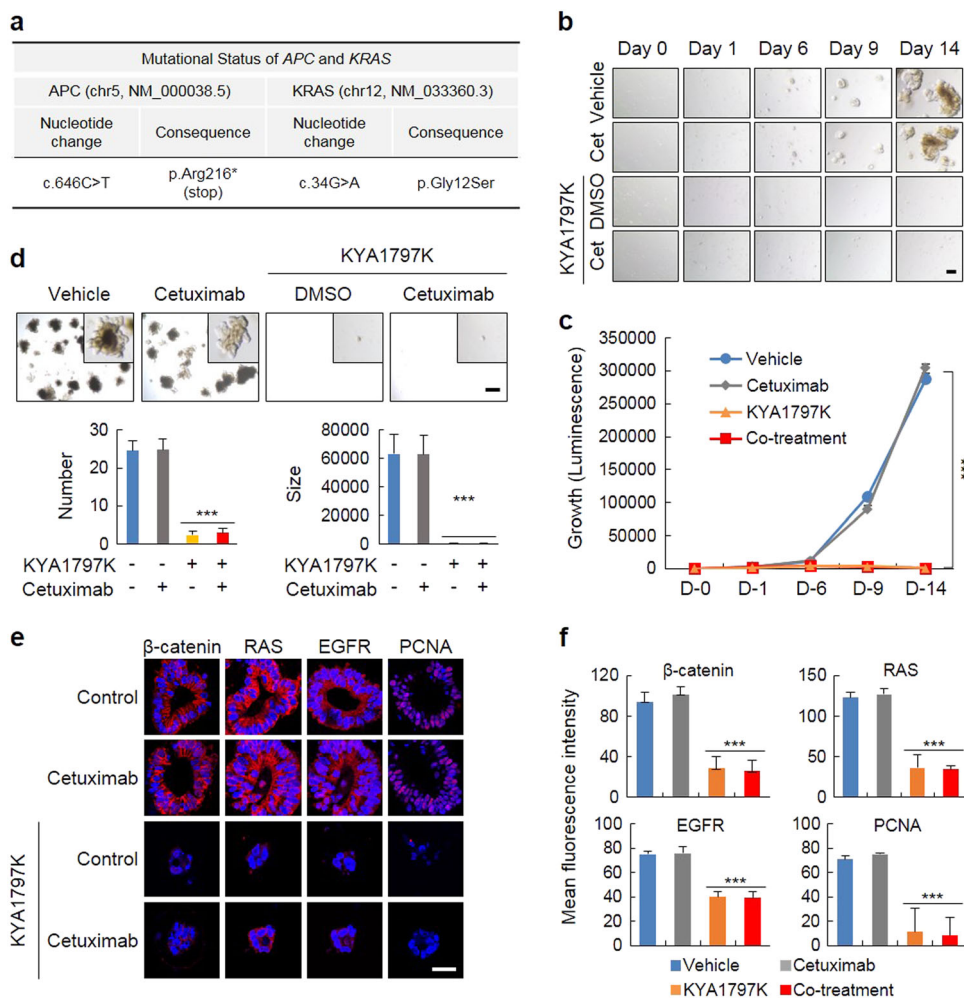 a
Mutational Status of APC and KRAS
APC (chr5, NM_000038.5) KRAS (chr12, NM_033360.3)
Nucleotide change Consequence Nucleotide change Consequence
c.646C>T p.Arg216* (stop) c.34G>A p.Gly12Ser
b
Day 0 Day 1 Day 6 Day 9 Day 14
Vehicle
Cet
KYA1797K
DMSO
Cet
d
KYA1797K
Vehicle Cetuximab DMSO Cetuximab
Number
30
20
10
0
***
KYA1797K - - + +
Cetuximab - + - +
Size
80000
60000
40000
20000
0
***
KYA1797K - - + +
Cetuximab - + - +
c
Growth (Luminescence)
350000
300000
250000
200000
150000
100000
50000
0
Vehicle
Cetuximab
KYA1797K
Co-treatment
***
D-0 D-1 D-6 D-9 D-14
e
β-catenin RAS EGFR PCNA
Control
Cetuximab
KYA1797K
Control
Cetuximab
f
Mean fluorescence intensity
β-catenin
120
80
40
0
***
RAS
150
100
50
0
***
EGFR
100
80
60
40
20
0
***
PCNA
100
80
60
40
20
0
***
Vehicle Cetuximab
KYA1797K Co-treatment